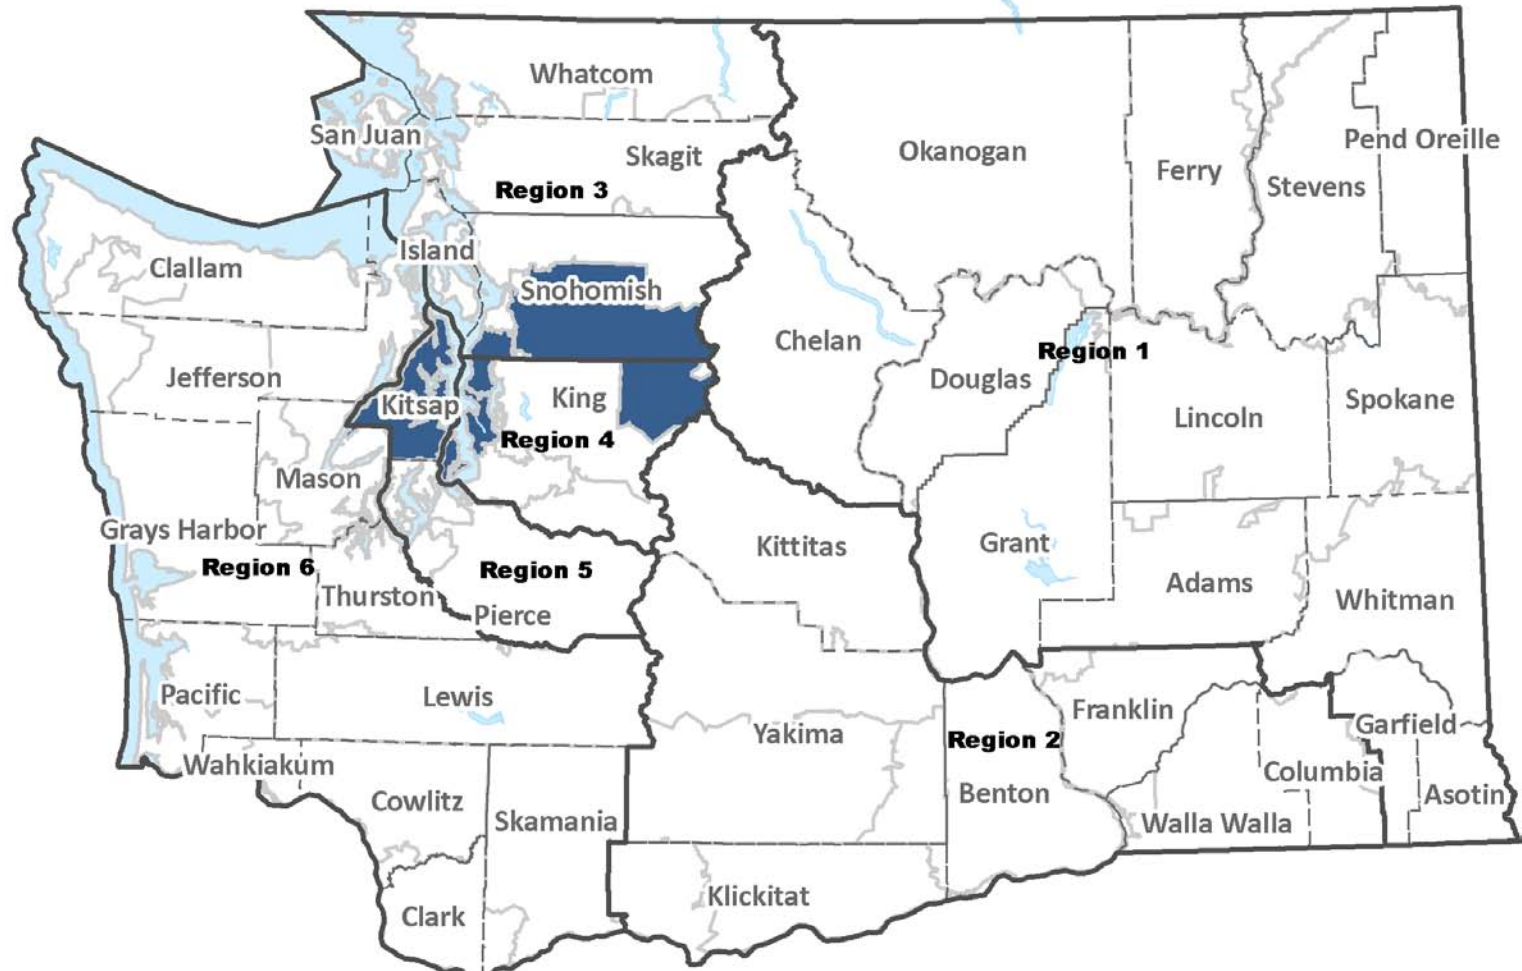 Whatcom
San Juan
Skagit
Okanogan
Ferry
Stevens
Pend Oreille
Region 3
Island
Clallam
Snohomish
Chelan
Region 1
Jefferson
Douglas
Kitsap
King
Lincoln
Spokane
Region 4
Mason
Grays Harbor
Kittitas
Grant
Region 6
Region 5
Adams
Thurston
Pierce
Whitman
Pacific
Lewis
Yakima
Franklin
Garfield
Region 2
Wahkiakum
Columbia
Cowlitz
Skamania
Benton
Asotin
Walla Walla
Klickitat
Clark